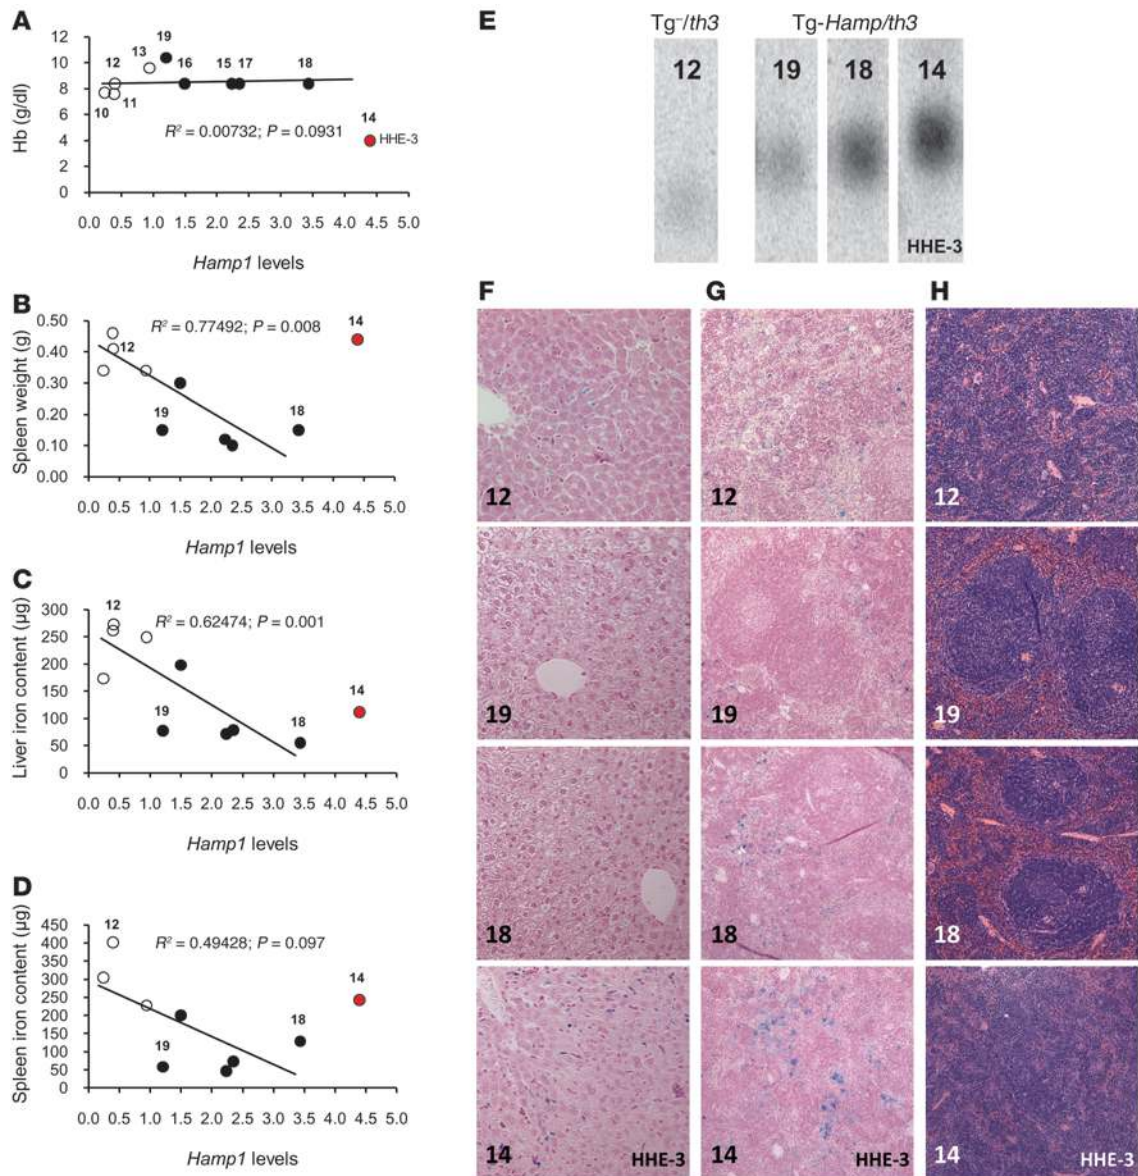 A
12
10
8
6
4
2
0
Hb (g/dl)
19
13
12
16
15 17
18
10
11
R² = 0.00732; P = 0.0931
14
HHE-3
0.0 0.5 1.0 1.5 2.0 2.5 3.0 3.5 4.0 4.5 5.0
Hamp1 levels
B
0.50
0.40
0.30
0.20
0.10
0.00
Spleen weight (g)
R² = 0.77492; P = 0.008
14
12
19
18
0.0 0.5 1.0 1.5 2.0 2.5 3.0 3.5 4.0 4.5 5.0
Hamp1 levels
C
300
250
200
150
100
50
0
Liver iron content (µg)
12
R² = 0.62474; P = 0.001
14
19
18
0.0 0.5 1.0 1.5 2.0 2.5 3.0 3.5 4.0 4.5 5.0
Hamp1 levels
D
450
400
350
300
250
200
150
100
50
0
Spleen iron content (µg)
12
R² = 0.49428; P = 0.097
14
18
19
0.0 0.5 1.0 1.5 2.0 2.5 3.0 3.5 4.0 4.5 5.0
Hamp1 levels
E
Tg⁻/th3
Tg-Hamp/th3
12
19
18
14
HHE-3
F
G
H
12
12
12
19
19
19
18
18
18
14
HHE-3
14
HHE-3
14
HHE-3